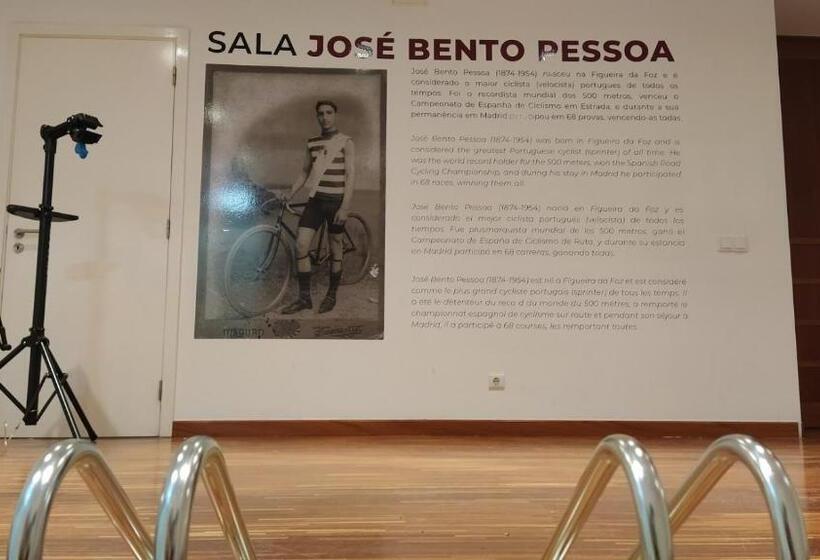 SALA JOSÉ BENTO PESSOA
José Bento Pessoa (1874-1954) nasceu na Figueira da Foz e é
considerado o maior ciclista (velocista) português de todos os
tempos. Foi o recordista mundial dos 500 metros, venceu o
Campeonato de Espanha de Ciclismo em Estrada, e durante a sua
permanência em Madrid pou em 68 provas, vencendo-as todas.
José Bento Pessoa (1874-1954) was born in Figueira da Foz and is
considered the greatest Portuguese cyclist (sprinter) of all time. He
was the world record holder for the 500 meters, won the Spanish Road
Cycling Championship, and during his stay in Madrid he participated
in 68 races, winning them all.
José Bento Pessoa (1874-1954) nació en Figueira da Foz y es
considerado el mejor ciclista portugués (velocista) de todos los
tiempos. Fue plusmarquista mundial de los 500 metros, ganó el
Campeonato de España de Ciclismo de Ruta, y durante su estancia
en Madrid participó en 68 carreras, ganando todas.
José Bento Pessoa (1874-1954) est né à Figueira da Foz et est considéré
comme le plus grand cycliste portugais (sprinter) de tous les temps. Il
a été le détenteur du reco d du monde du 500 mètres, a remporté le
championnat espagnol de cyclisme sur route et pendant son séjour à
Madrid, il a participé à 68 courses, les remportant toutes.